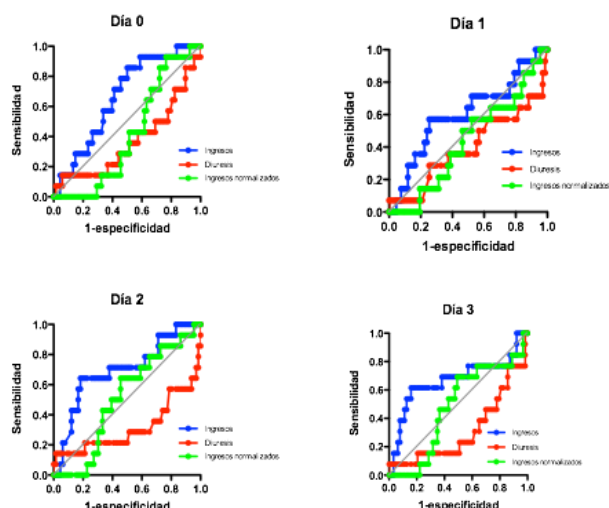 Día 0
Sensibilidad
1.0
0.8
0.6
0.4
0.2
0.0
Ingresos
Diuresis
Ingresos normalizados
0.0 0.2 0.4 0.6 0.8 1.0
1-especificidad
Día 1
Sensibilidad
1.0
0.8
0.6
0.4
0.2
0.0
Ingresos
Diuresis
Ingresos normalizados
0.0 0.2 0.4 0.6 0.8 1.0
1-especificidad
Día 2
Sensibilidad
1.0
0.8
0.6
0.4
0.2
0.0
Ingresos
Diuresis
Ingresos normalizados
0.0 0.2 0.4 0.6 0.8 1.0
1-especificidad
Día 3
Sensibilidad
1.0
0.8
0.6
0.4
0.2
0.0
Ingresos
Diuresis
Ingresos normalizados
0.0 0.2 0.4 0.6 0.8 1.0
1-especificidad